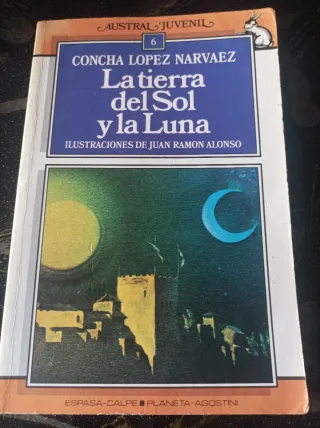 AUSTRAL JUVENIL
6
CONCHA LOPEZ NARVAEZ
La tierra
del Sol
y la Luna
ILUSTRACIONES DE JUAN RAMON ALONSO
ESPASA-CALPE ■ PLANETA-AGOSTINI